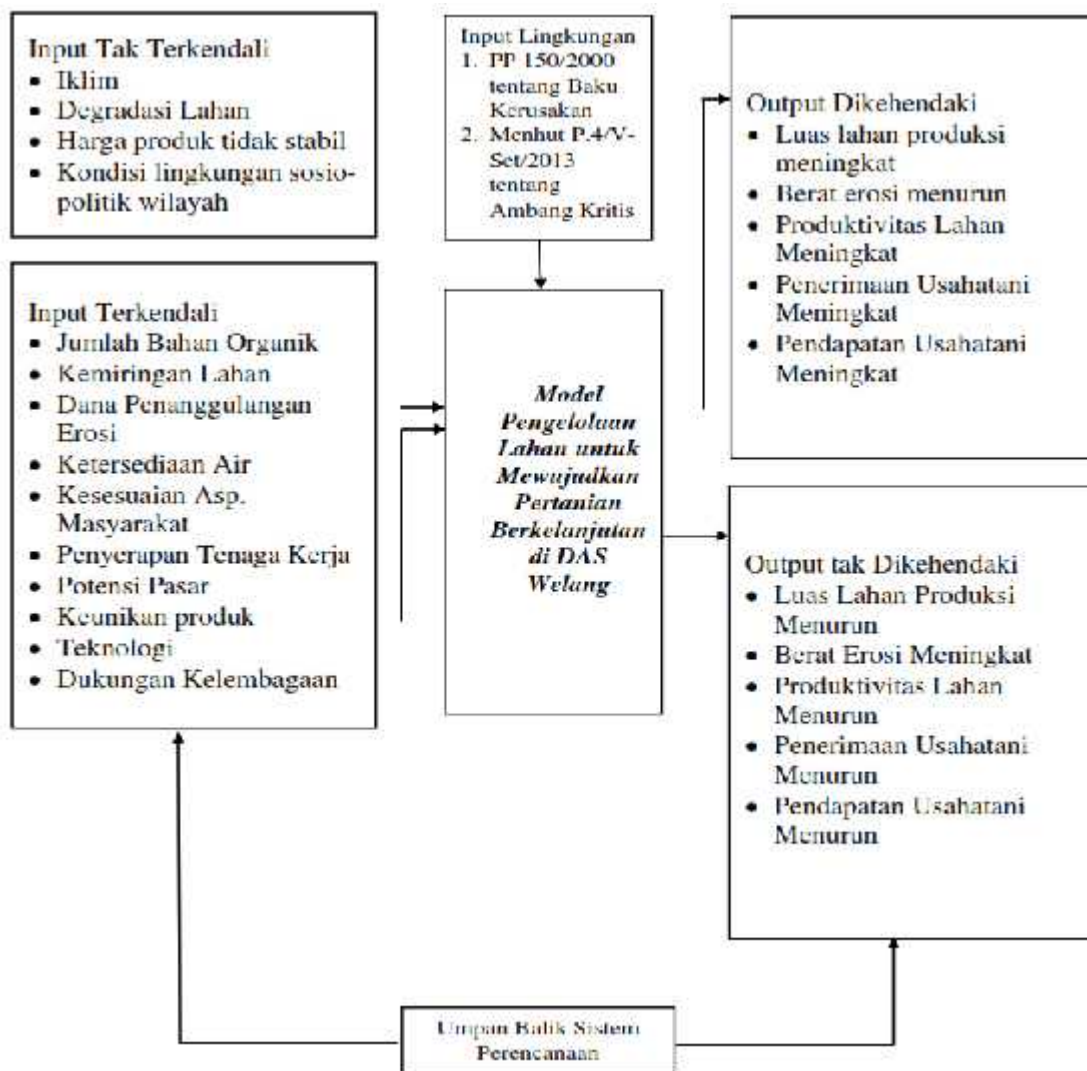 Input Tak Terkendali
• Iklim
• Degradasi Lahan
• Harga produk tidak stabil
• Kondisi lingkungan sosio-
politik wilayah
Input Lingkungan
1. PP 150/2000
tentang Baku
Kerusakan
2. Menhut P.4/V-
Set/2013
tentang
Ambang Kritis
Output Dikehendaki
• Luas lahan produksi
meningkat
• Berat erosi menurun
• Produktivitas Lahan
Meningkat
• Penerimaan Usahatani
Meningkat
• Pendapatan Usahatani
Meningkat
Input Terkendali
• Jumlah Bahan Organik
• Kemiringan Lahan
• Dana Penanggulangan
Erosi
• Ketersediaan Air
• Kesesuaian Asp.
Masyarakat
• Penyerapan Tenaga Kerja
• Potensi Pasar
• Keunikan produk
• Teknologi
• Dukungan Kelembagaan
Model
Pengelolaan
Lahan untuk
Mewujudkan
Pertanian
Berkelanjutan
di DAS
Welang
Output tak Dikehendaki
• Luas Lahan Produksi
Menurun
• Berat Erosi Meningkat
• Produktivitas Lahan
Menurun
• Penerimaan Usahatani
Menurun
• Pendapatan Usahatani
Menurun
Umpan Balik Sistem
Perencanaan